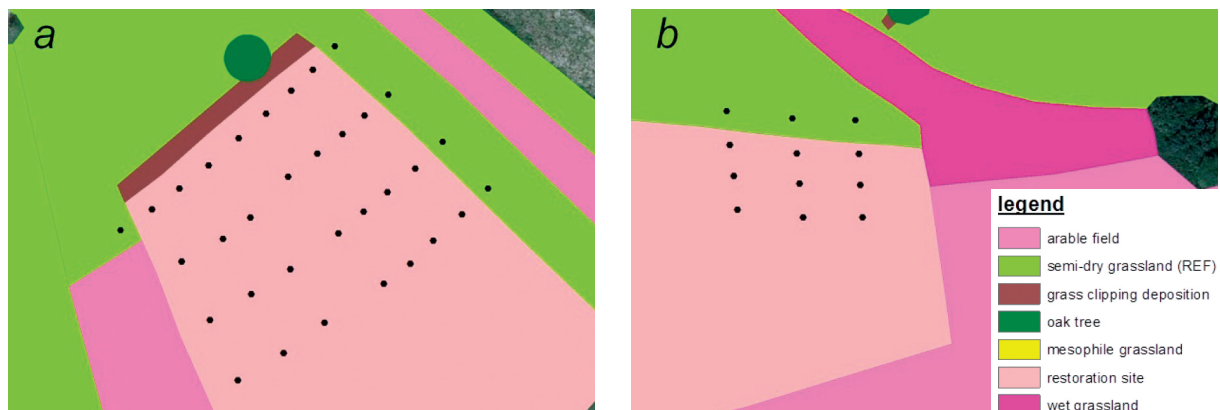 a
b
legend
arable field
semi-dry grassland (REF)
grass clipping deposition
oak tree
mesophile grassland
restoration site
wet grassland